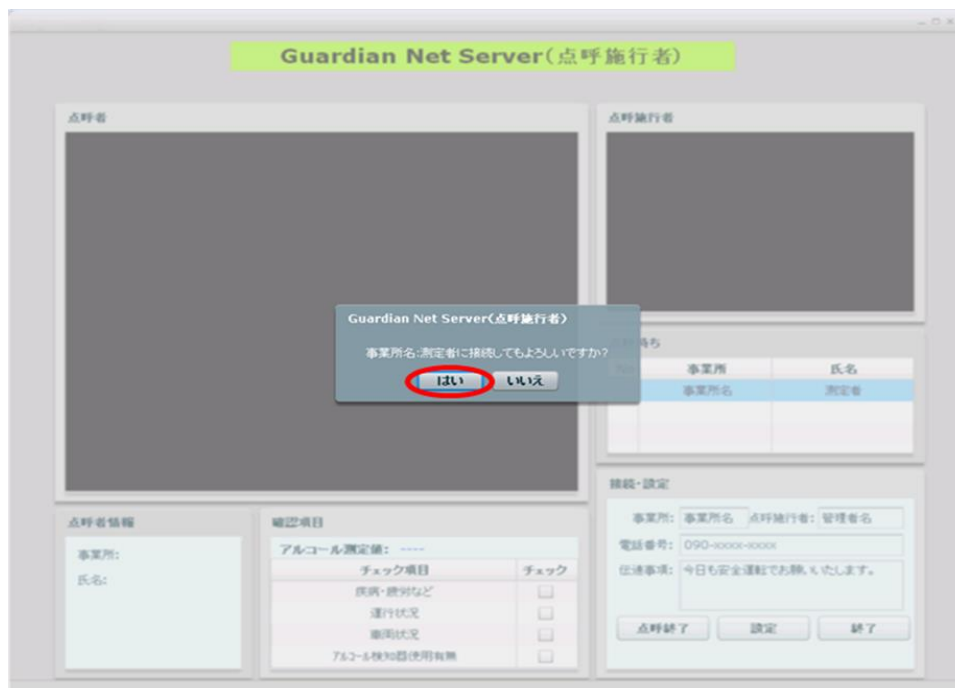 Guardian Net Server(点呼施行者)
点呼者
点呼施行者
Guardian Net Server(点呼施行者)
事業所名:測定者に接続してもよろしいですか?
はい
いいえ
事業所
氏名
事業所名
測定者
接続・設定
事業所: 事業所名 点呼施行者: 管理者名
電話番号: 090-xxxx-xxxx
伝達事項: 今日も安全運転でお願いいたします。
点呼終了
設定
終了
点呼者情報
事業所:
氏名:
確認項目
アルコール測定値: ----
チェック項目
チェック
疾病・疲労など
運行状況
車両状況
アルコール検知器使用有無